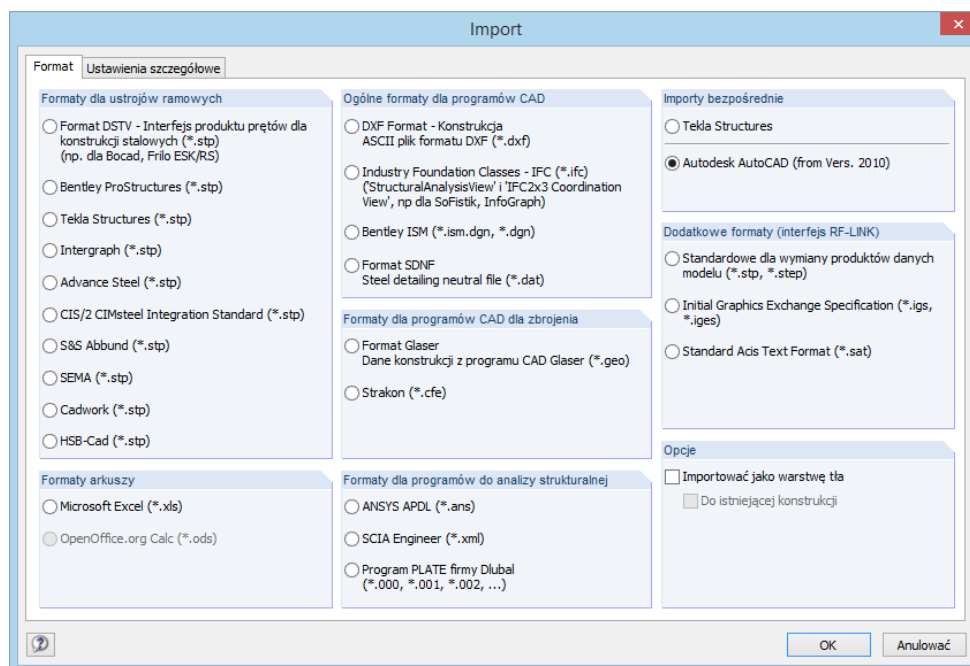 Import
Format
Ustawienia szczegółowe
Formaty dla ustrojów ramowych
Format DSTV - Interfejs produktu prętów dla
konstrukcji stalowych (*.stp)
(np. dla Bocad, Frilo ESK/RS)
Bentley ProStructures (*.stp)
Tekla Structures (*.stp)
Intergraph (*.stp)
Advance Steel (*.stp)
CIS/2 CIMsteel Integration Standard (*.stp)
S&S Abbund (*.stp)
SEMA (*.stp)
Cadwork (*.stp)
HSB-Cad (*.stp)
Formaty arkuszy
Microsoft Excel (*.xls)
OpenOffice.org Calc (*.ods)
Ogólne formaty dla programów CAD
DXF Format - Konstrukcja
ASCII plik formatu DXF (*.dxf)
Industry Foundation Classes - IFC (*.ifc)
('StructuralAnalysisView' i 'IFC2x3 Coordination
View', np dla SoFistik, InfoGraph)
Bentley ISM (*.ism.dgn, *.dgn)
Format SDNF
Steel detailing neutral file (*.dat)
Formaty dla programów CAD dla zbrojenia
Format Glaser
Dane konstrukcji z programu CAD Glaser (*.geo)
Strakon (*.cfe)
Formaty dla programów do analizy strukturalnej
ANSYS APDL (*.ans)
SCIA Engineer (*.xml)
Program PLATE firmy Dlubal
(*.000, *.001, *.002, ...)
Importy bezpośrednie
Tekla Structures
Autodesk AutoCAD (from Vers. 2010)
Dodatkowe formaty (interfejs RF-LINK)
Standardowe dla wymiany produktów danych
modelu (*.stp, *.step)
Initial Graphics Exchange Specification (*.igs,
*.iges)
Standard Acis Text Format (*.sat)
Opcje
Importować jako warstwę tła
Do istniejącej konstrukcji
OK
Anulować